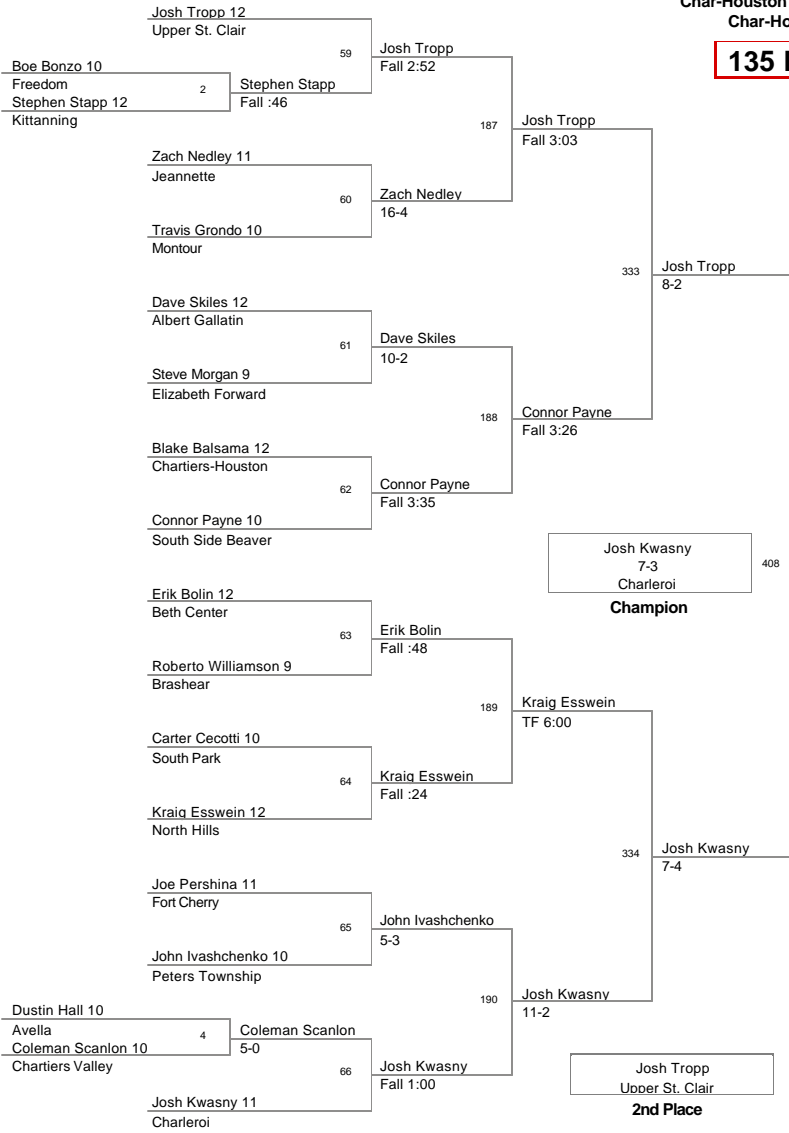 Char-Houston
Char-Ho
135
Josh Tropp 12
Upper St. Clair
59
Josh Tropp
Fall 2:52
Boe Bonzo 10
Freedom
2
Stephen Stapp
Stephen Stapp 12
Fall :46
Kittanning
187
Josh Tropp
Fall 3:03
Zach Nedley 11
Jeannette
60
Zach Nedley
16-4
Travis Grondo 10
Montour
333
Josh Tropp
8-2
Dave Skiles 12
Albert Gallatin
61
Dave Skiles
10-2
Steve Morgan 9
Elizabeth Forward
188
Connor Payne
Fall 3:26
Blake Balsama 12
Chartiers-Houston
62
Connor Payne
Fall 3:35
Connor Payne 10
South Side Beaver
Josh Kwasny
7-3
408
Charleroi
Champion
Erik Bolin 12
Beth Center
63
Erik Bolin
Fall :48
Roberto Williamson 9
Brashear
189
Kraig Esswein
TF 6:00
Carter Cecotti 10
South Park
64
Kraig Esswein
Fall :24
Kraig Esswein 12
North Hills
334
Josh Kwasny
7-4
Joe Pershina 11
Fort Cherry
65
John Ivashchenko
5-3
John Ivashchenko 10
Peters Township
190
Josh Kwasny
11-2
Dustin Hall 10
Avella
4
Coleman Scanlon
Coleman Scanlon 10
5-0
Chartiers Valley
66
Josh Kwasny
Fall 1:00
Josh Kwasny 11
Charleroi
Josh Tropp
Upper St. Clair
2nd Place